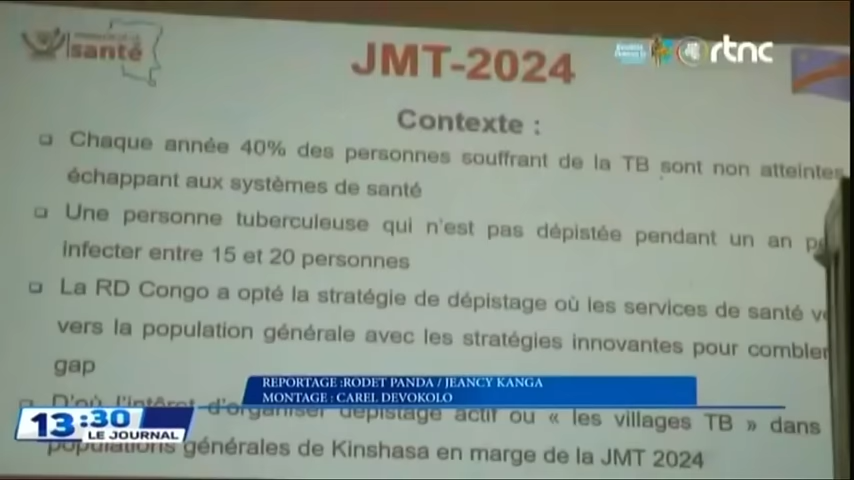 santé
JMT-2024
rtnc
Contexte :
Chaque année 40% des personnes souffrant de la TB sont non atteintes
échappant aux systèmes de santé
Une personne tuberculeuse qui n'est pas dépistée pendant un an
infecter entre 15 et 20 personnes
La RD Congo a opté la stratégie de dépistage où les services de santé
vers la population générale avec les stratégies innovantes pour combler
gap
D'où l'intérêt d'organiser dépistage actif ou « les villages TB » dans
populations générales de Kinshasa en marge de la JMT 2024
REPORTAGE :RODET PANDA / JEANCY KANGA
MONTAGE : CAREL DEVOKOLO
13:30
LE JOURNAL